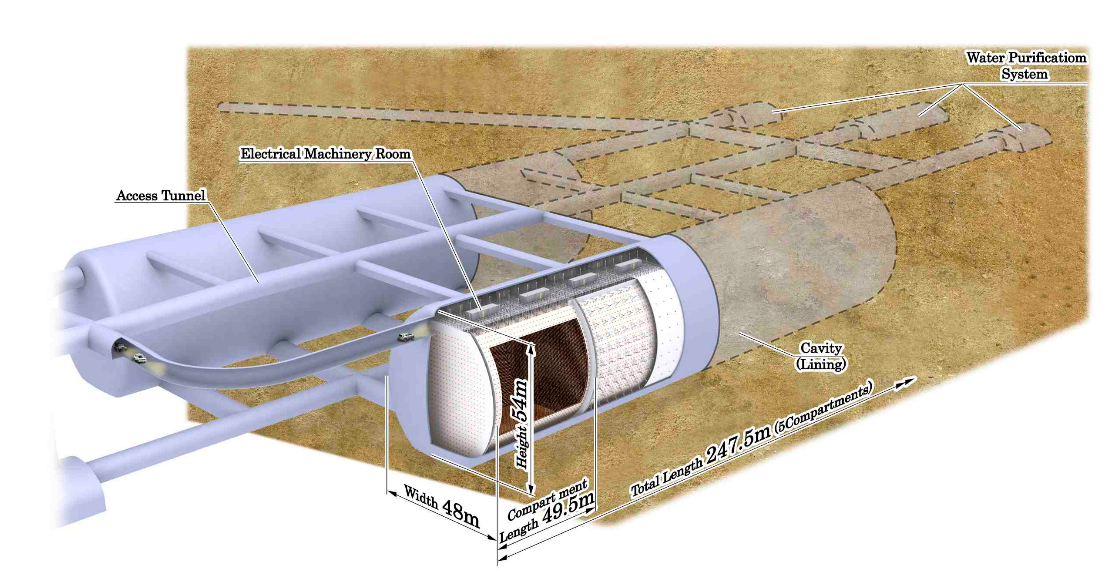 Water Purificatiom
System
Electrical Machinery Room
Access Tunnel
Cavity
(Lining)
Height 54m
Total Length 247.5m (5Compartments)
Width 48m
Compart ment
Length 49.5m